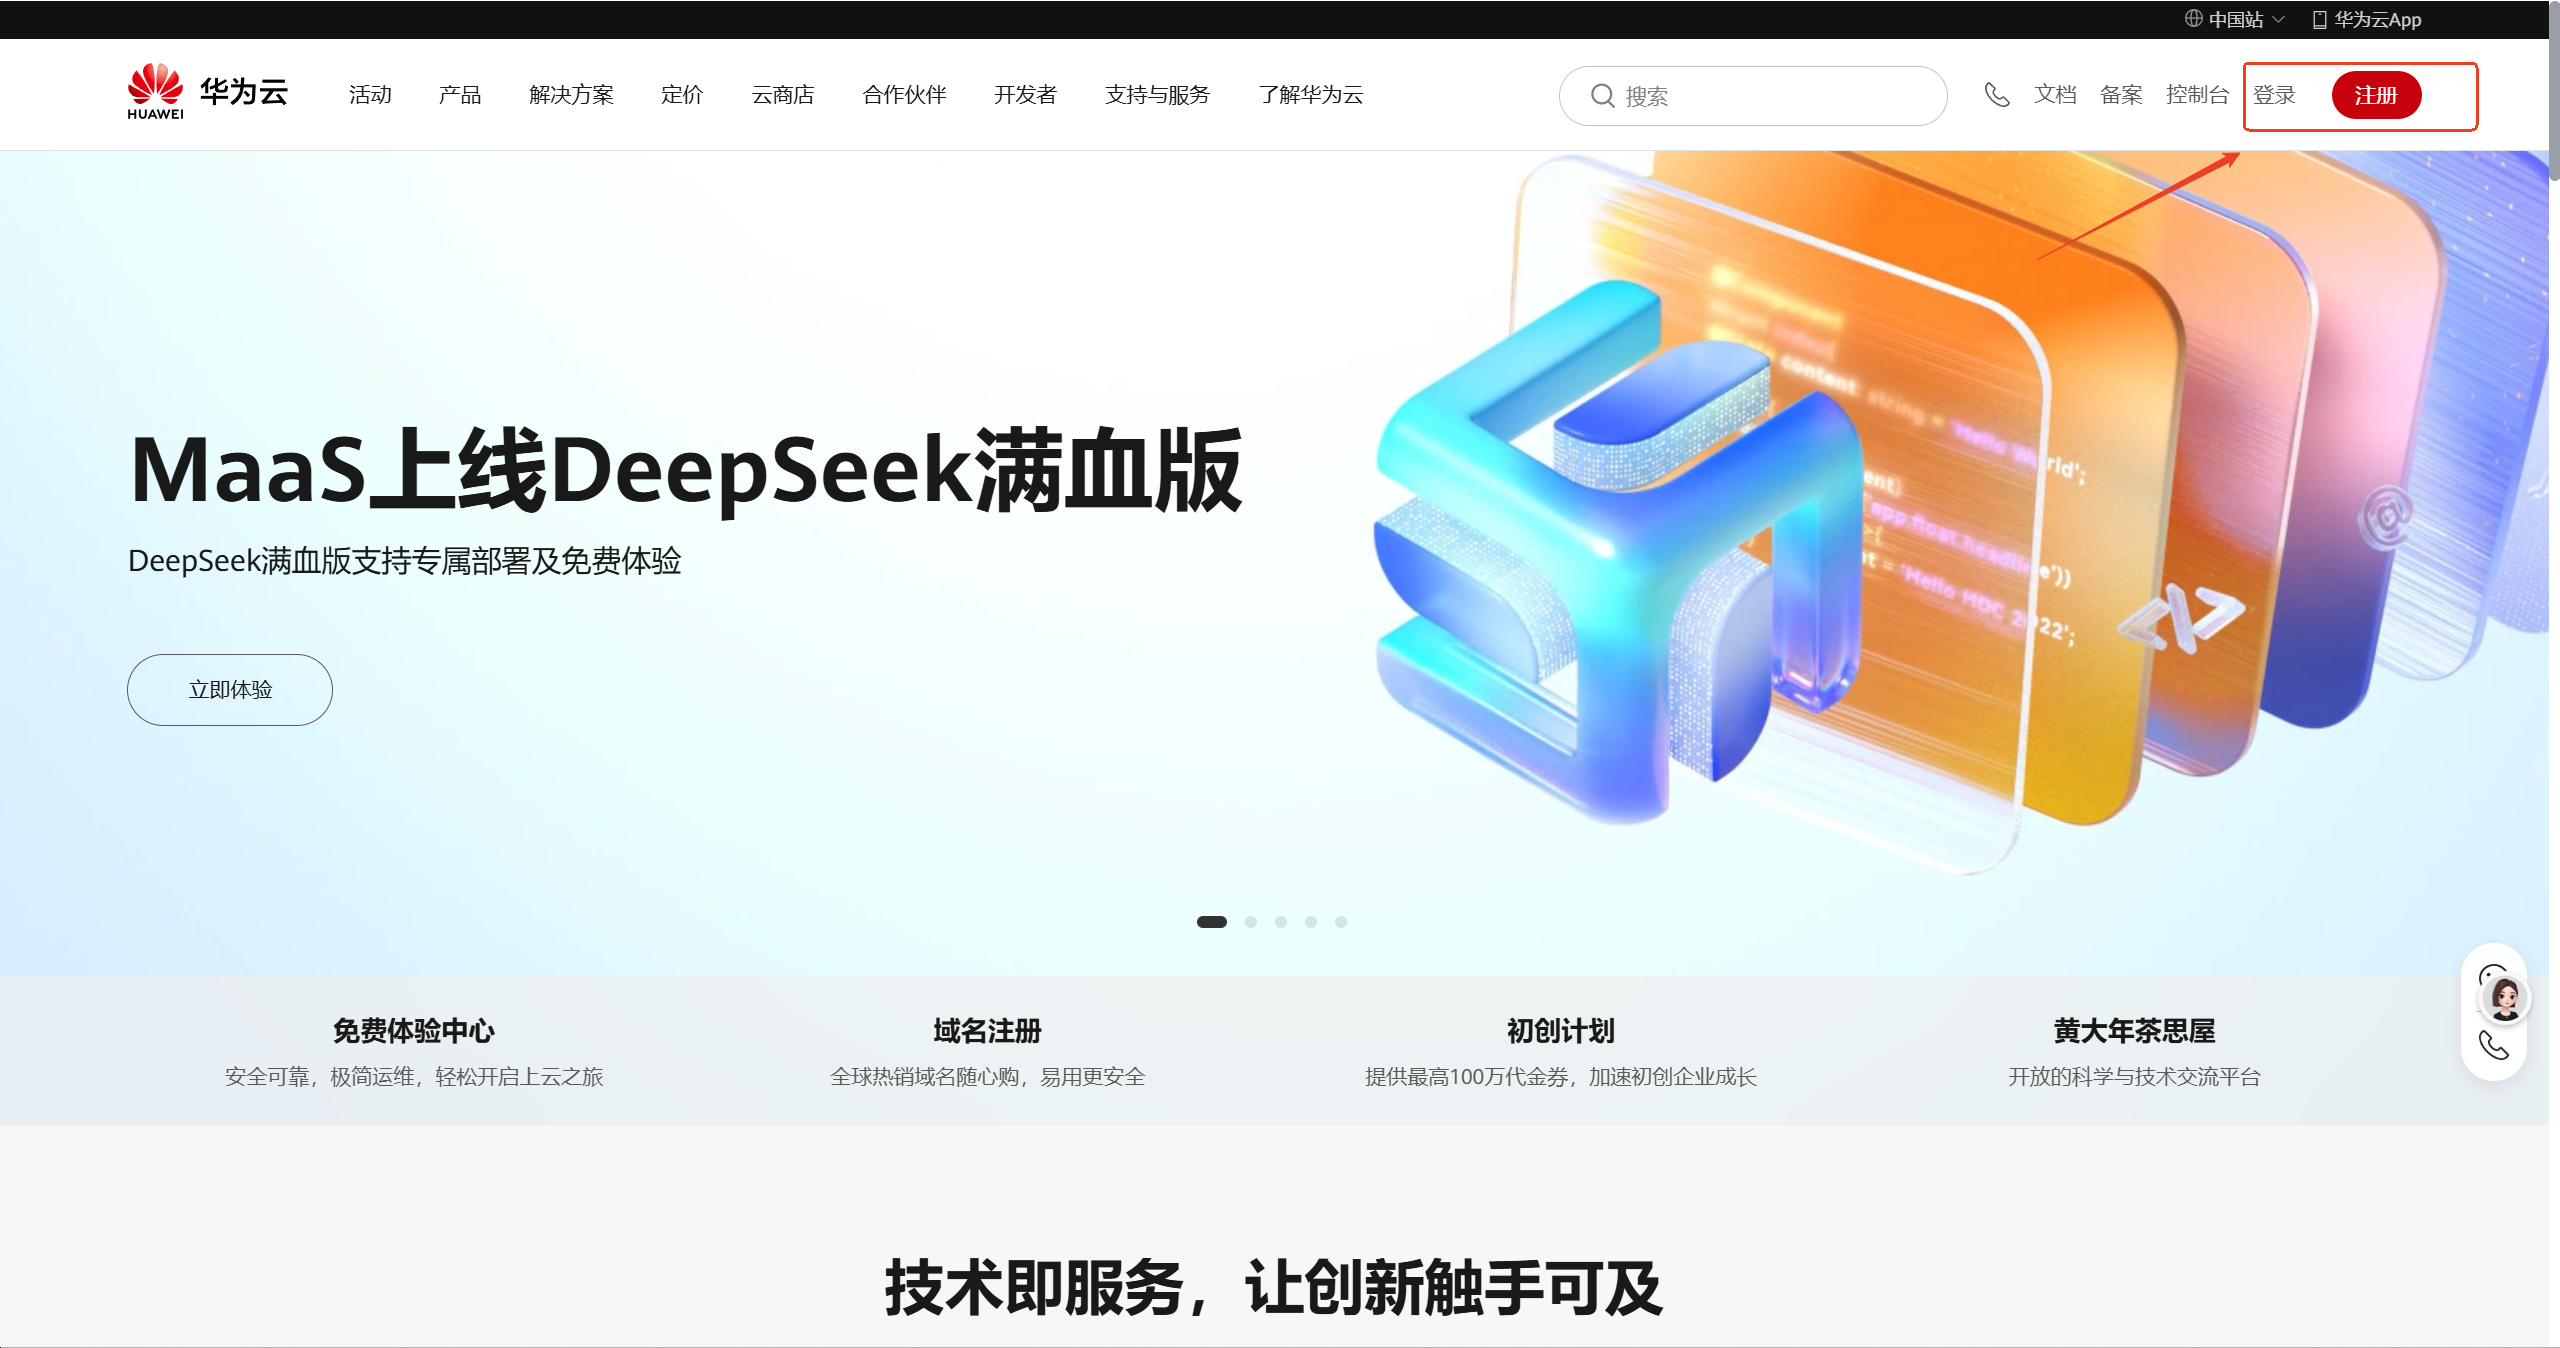 中国站 华为云App
HUAWEI 华为云 活动 产品 解决方案 定价 云商店 合作伙伴 开发者 支持与服务 了解华为云 搜索 文档 备案 控制台 登录 注册
MaaS上线DeepSeek满血版
DeepSeek满血版支持专属部署及免费体验
立即体验
content: string = 'Hello World';
app.float.headline'))
'Hello HDC 2022';
免费体验中心 域名注册 初创计划 黄大年茶思屋
安全可靠，极简运维，轻松开启上云之旅 全球热销域名随心购，易用更安全 提供最高100万代金券，加速初创企业成长 开放的科学与技术交流平台
技术即服务，让创新触手可及